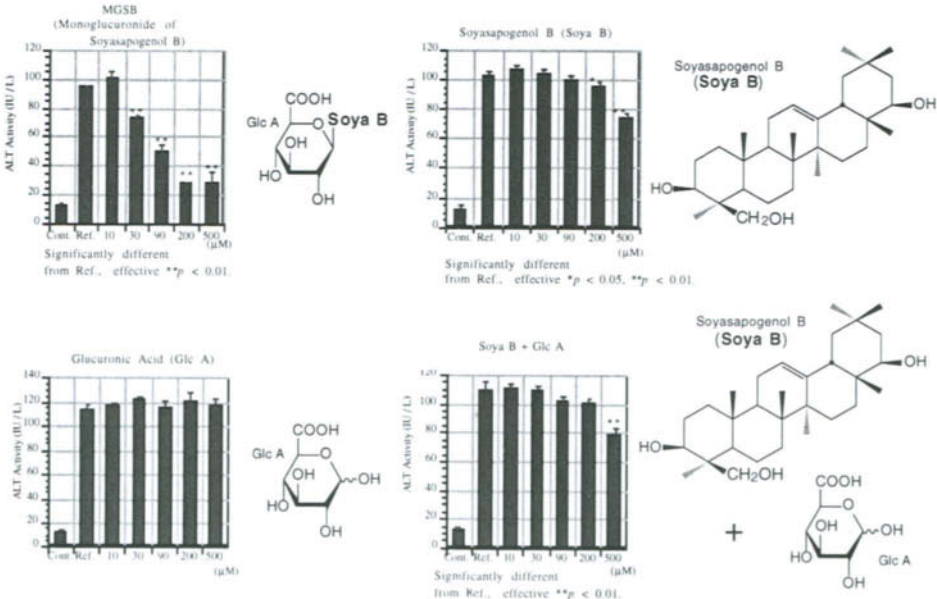 MGSB
(Monoglucuronide of
Soyasapogenol B)
ALT Activity (IU / L)
120
100
80
60
40
20
0
**
**
**
**
Cont. Ref. 10 30 90 200 500
(μM)
Significantly different
from Ref., effective **p < 0.01.
COOH
Glc A
O
Soya B
OH
HO
OH
Soyasapogenol B (Soya B)
ALT Activity (IU / L)
120
100
80
60
40
20
0
*
**
Cont. Ref. 10 30 90 200 500
(μM)
Significantly different
from Ref., effective *p < 0.05, **p < 0.01.
Soyasapogenol B
(Soya B)
OH
HO
CH2OH
Glucuronic Acid (Glc A)
ALT Activity (IU / L)
140
120
100
80
60
40
20
0
Cont. Ref. 10 30 90 200 500
(μM)
COOH
Glc A
O
OH
OH
HO
OH
Soya B + Glc A
ALT Activity (IU / L)
120
100
80
60
40
20
0
**
Cont. Ref. 10 30 90 200 500
(μM)
Significantly different
from Ref., effective **p < 0.01.
Soyasapogenol B
(Soya B)
OH
HO
CH2OH
+
COOH
O
OH
OH
HO
Glc A
OH